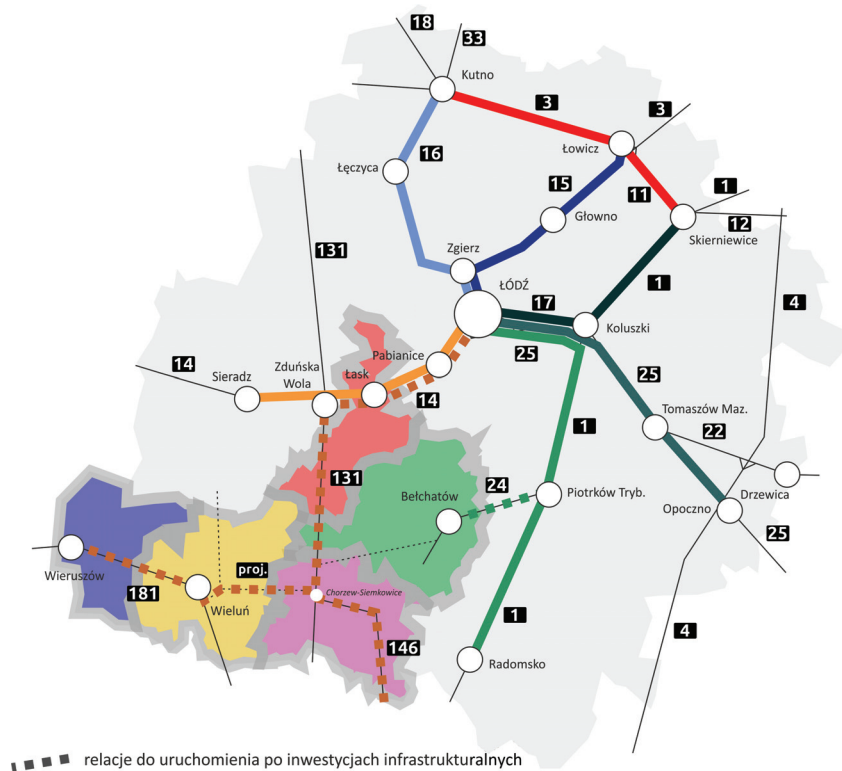 18
33
Kutno
3
3
Łowicz
16
11
Łęczyca
15
1
Głowno
12
Skierniewice
Zgierz
131
ŁÓDŹ
1
4
17
Koluszki
14
Pabianice
25
Zduńska
Wola
Łask
25
Sieradz
14
Tomaszów Maz.
1
22
131
24
Bełchatów
Piotrków Tryb.
Drzewica
Opoczno
25
proj.
Wieruszów
181
Chorzew-Siemkowice
Wieluń
1
4
146
Radomsko
relacje do uruchomienia po inwestycjach infrastrukturalnych